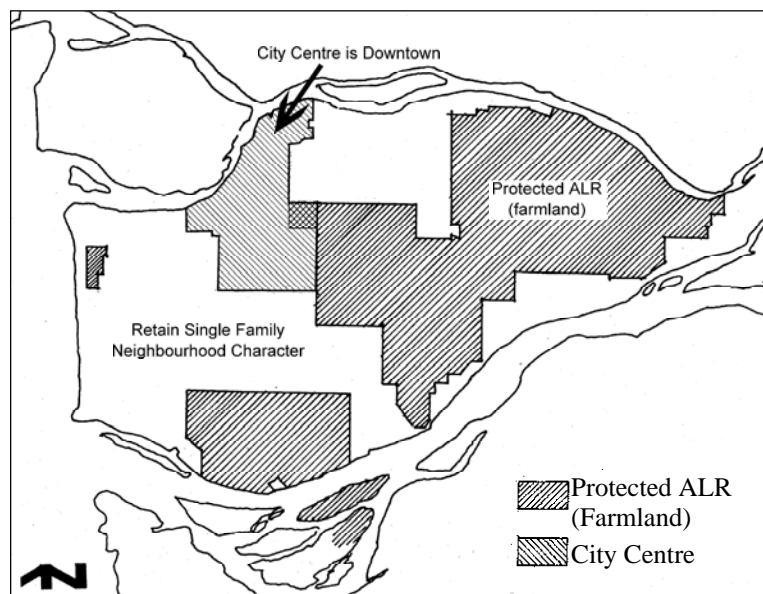 City Centre is Downtown
Protected ALR
(farmland)
Retain Single Family
Neighbourhood Character
Protected ALR
(Farmland)
City Centre
N